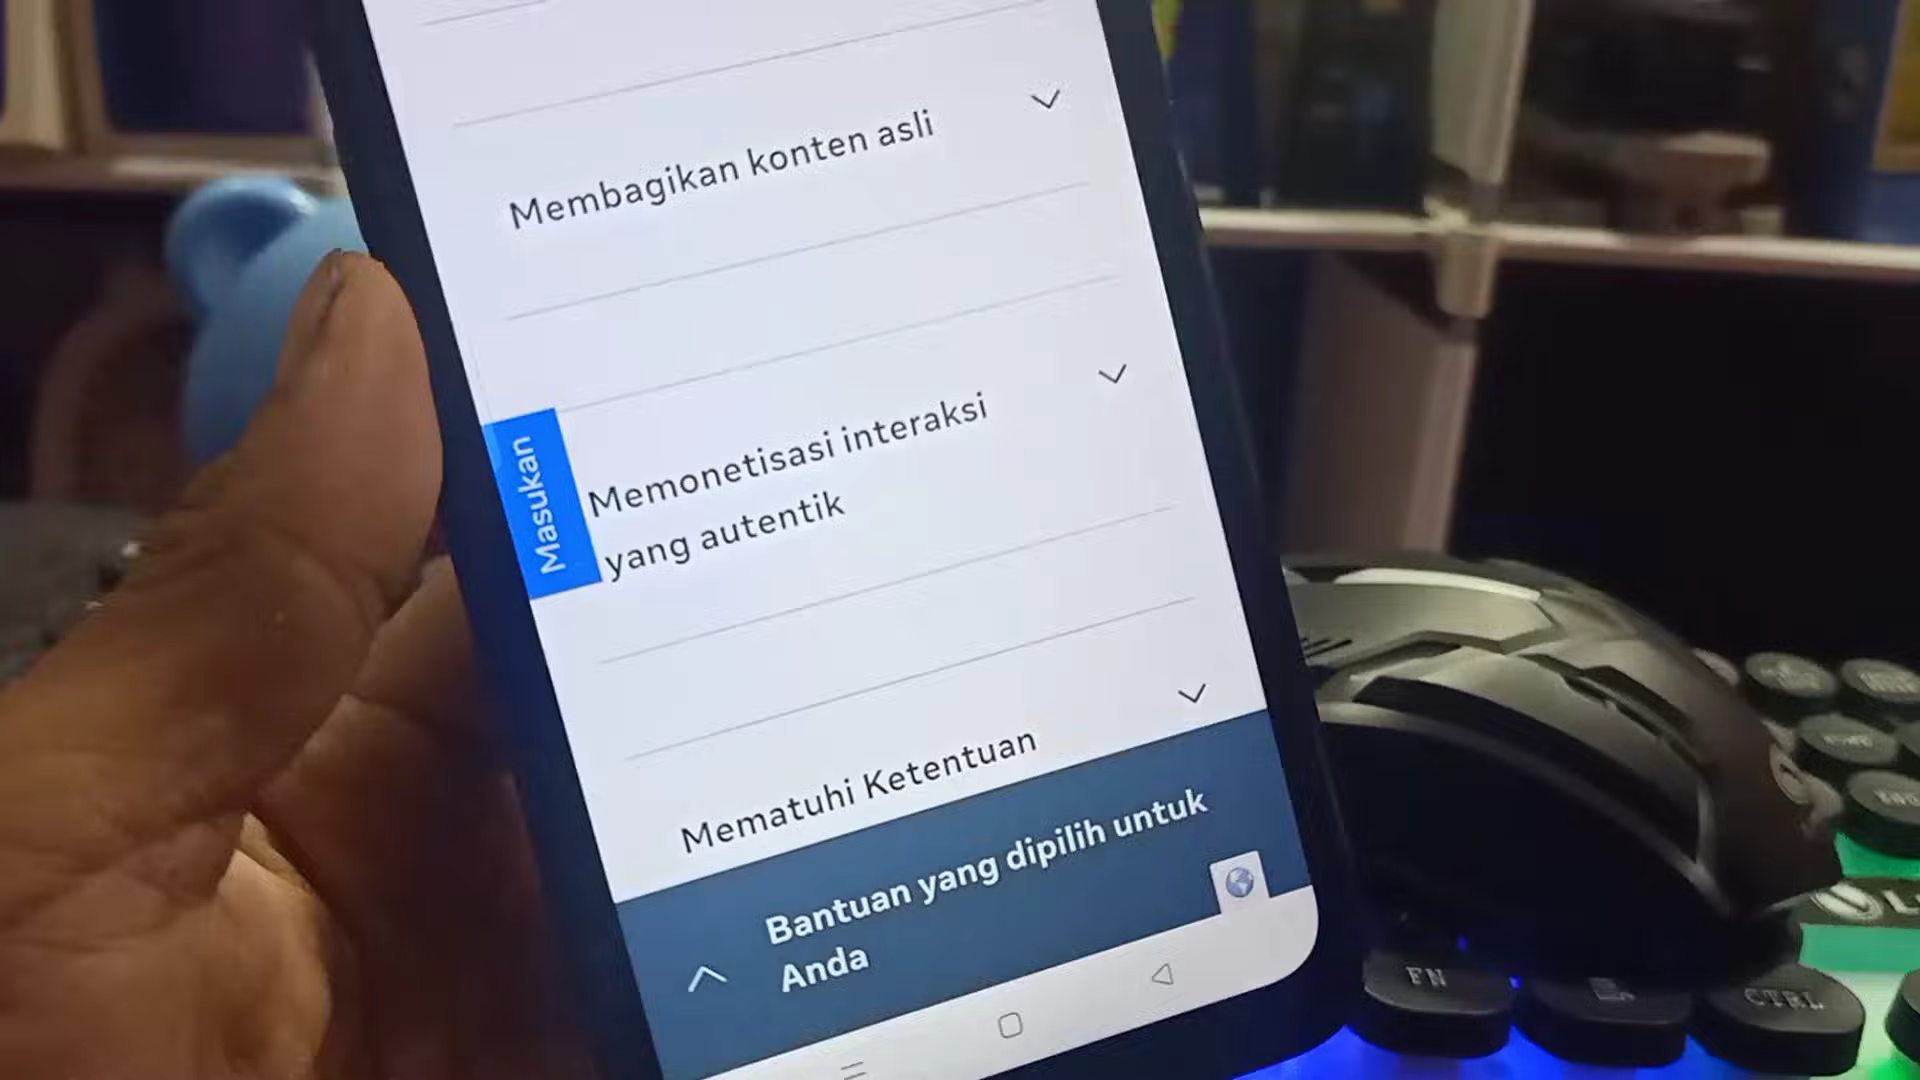 Membagikan konten asli
Memonetisasi interaksi
yang autentik
Masukan
Mematuhi Ketentuan
Bantuan yang dipilih untuk
Anda
FN
CTRL